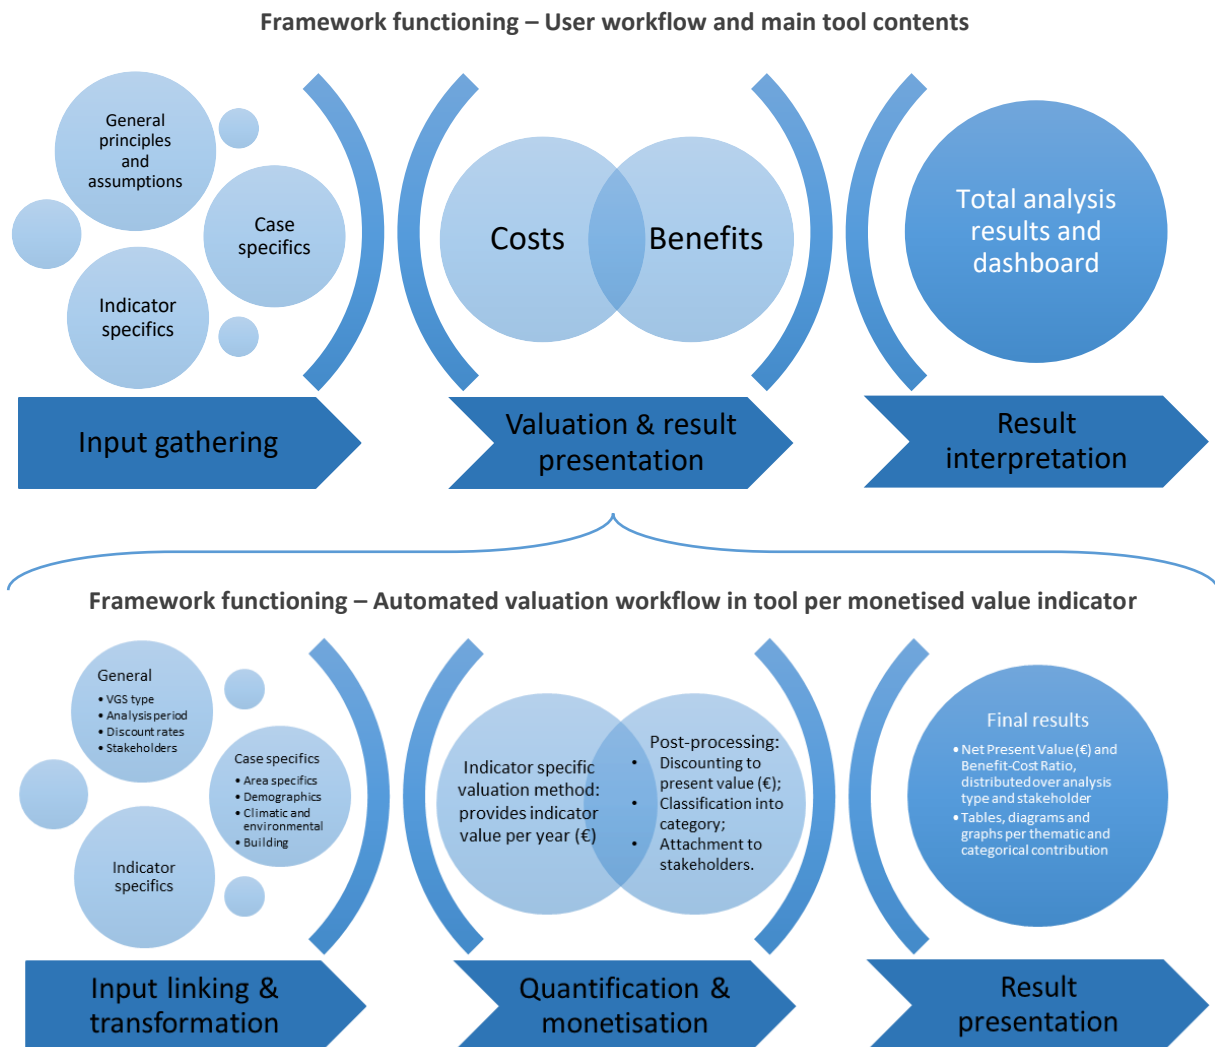 Framework functioning – User workflow and main tool contents
General
principles
and
assumptions
Case
specifics
Indicator
specifics
Costs
Benefits
Total analysis
results and
dashboard
Input gathering
Valuation & result
presentation
Result
interpretation
Framework functioning – Automated valuation workflow in tool per monetised value indicator
General
• VGS type
• Analysis period
• Discount rates
• Stakeholders
Case specifics
• Area specifics
• Demographics
• Climatic and
environmental
• Building
Indicator
specifics
Indicator specific
valuation method:
provides indicator
value per year (€)
Post-processing:
• Discounting to
present value (€);
• Classification into
category;
• Attachment to
stakeholders.
Final results
• Net Present Value (€) and
Benefit-Cost Ratio,
distributed over analysis
type and stakeholder
• Tables, diagrams and
graphs per thematic and
categorical contribution
Input linking &
transformation
Quantification &
monetisation
Result
presentation